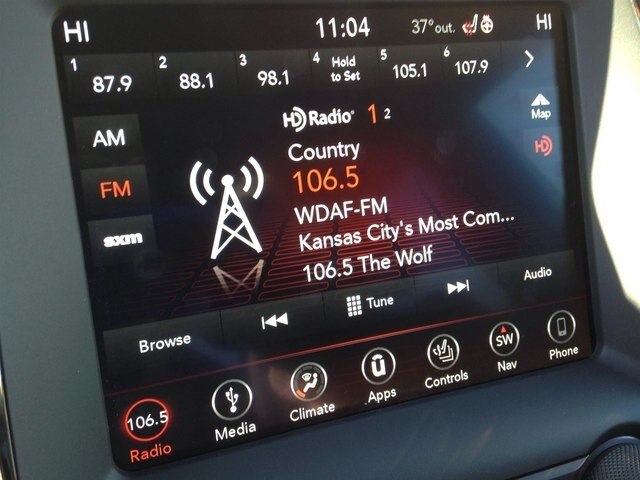 HI 11:04 37° out. HI
1 87.9 2 88.1 3 98.1 4 Hold to Set 5 105.1 6 107.9
AM
HD Radio 1 2
Map
Country
HD
FM
106.5
WDAF-FM
sxm
Kansas City's Most Com...
106.5 The Wolf
Browse Tune Audio
106.5
SW
Radio Media Climate Apps Controls Nav Phone